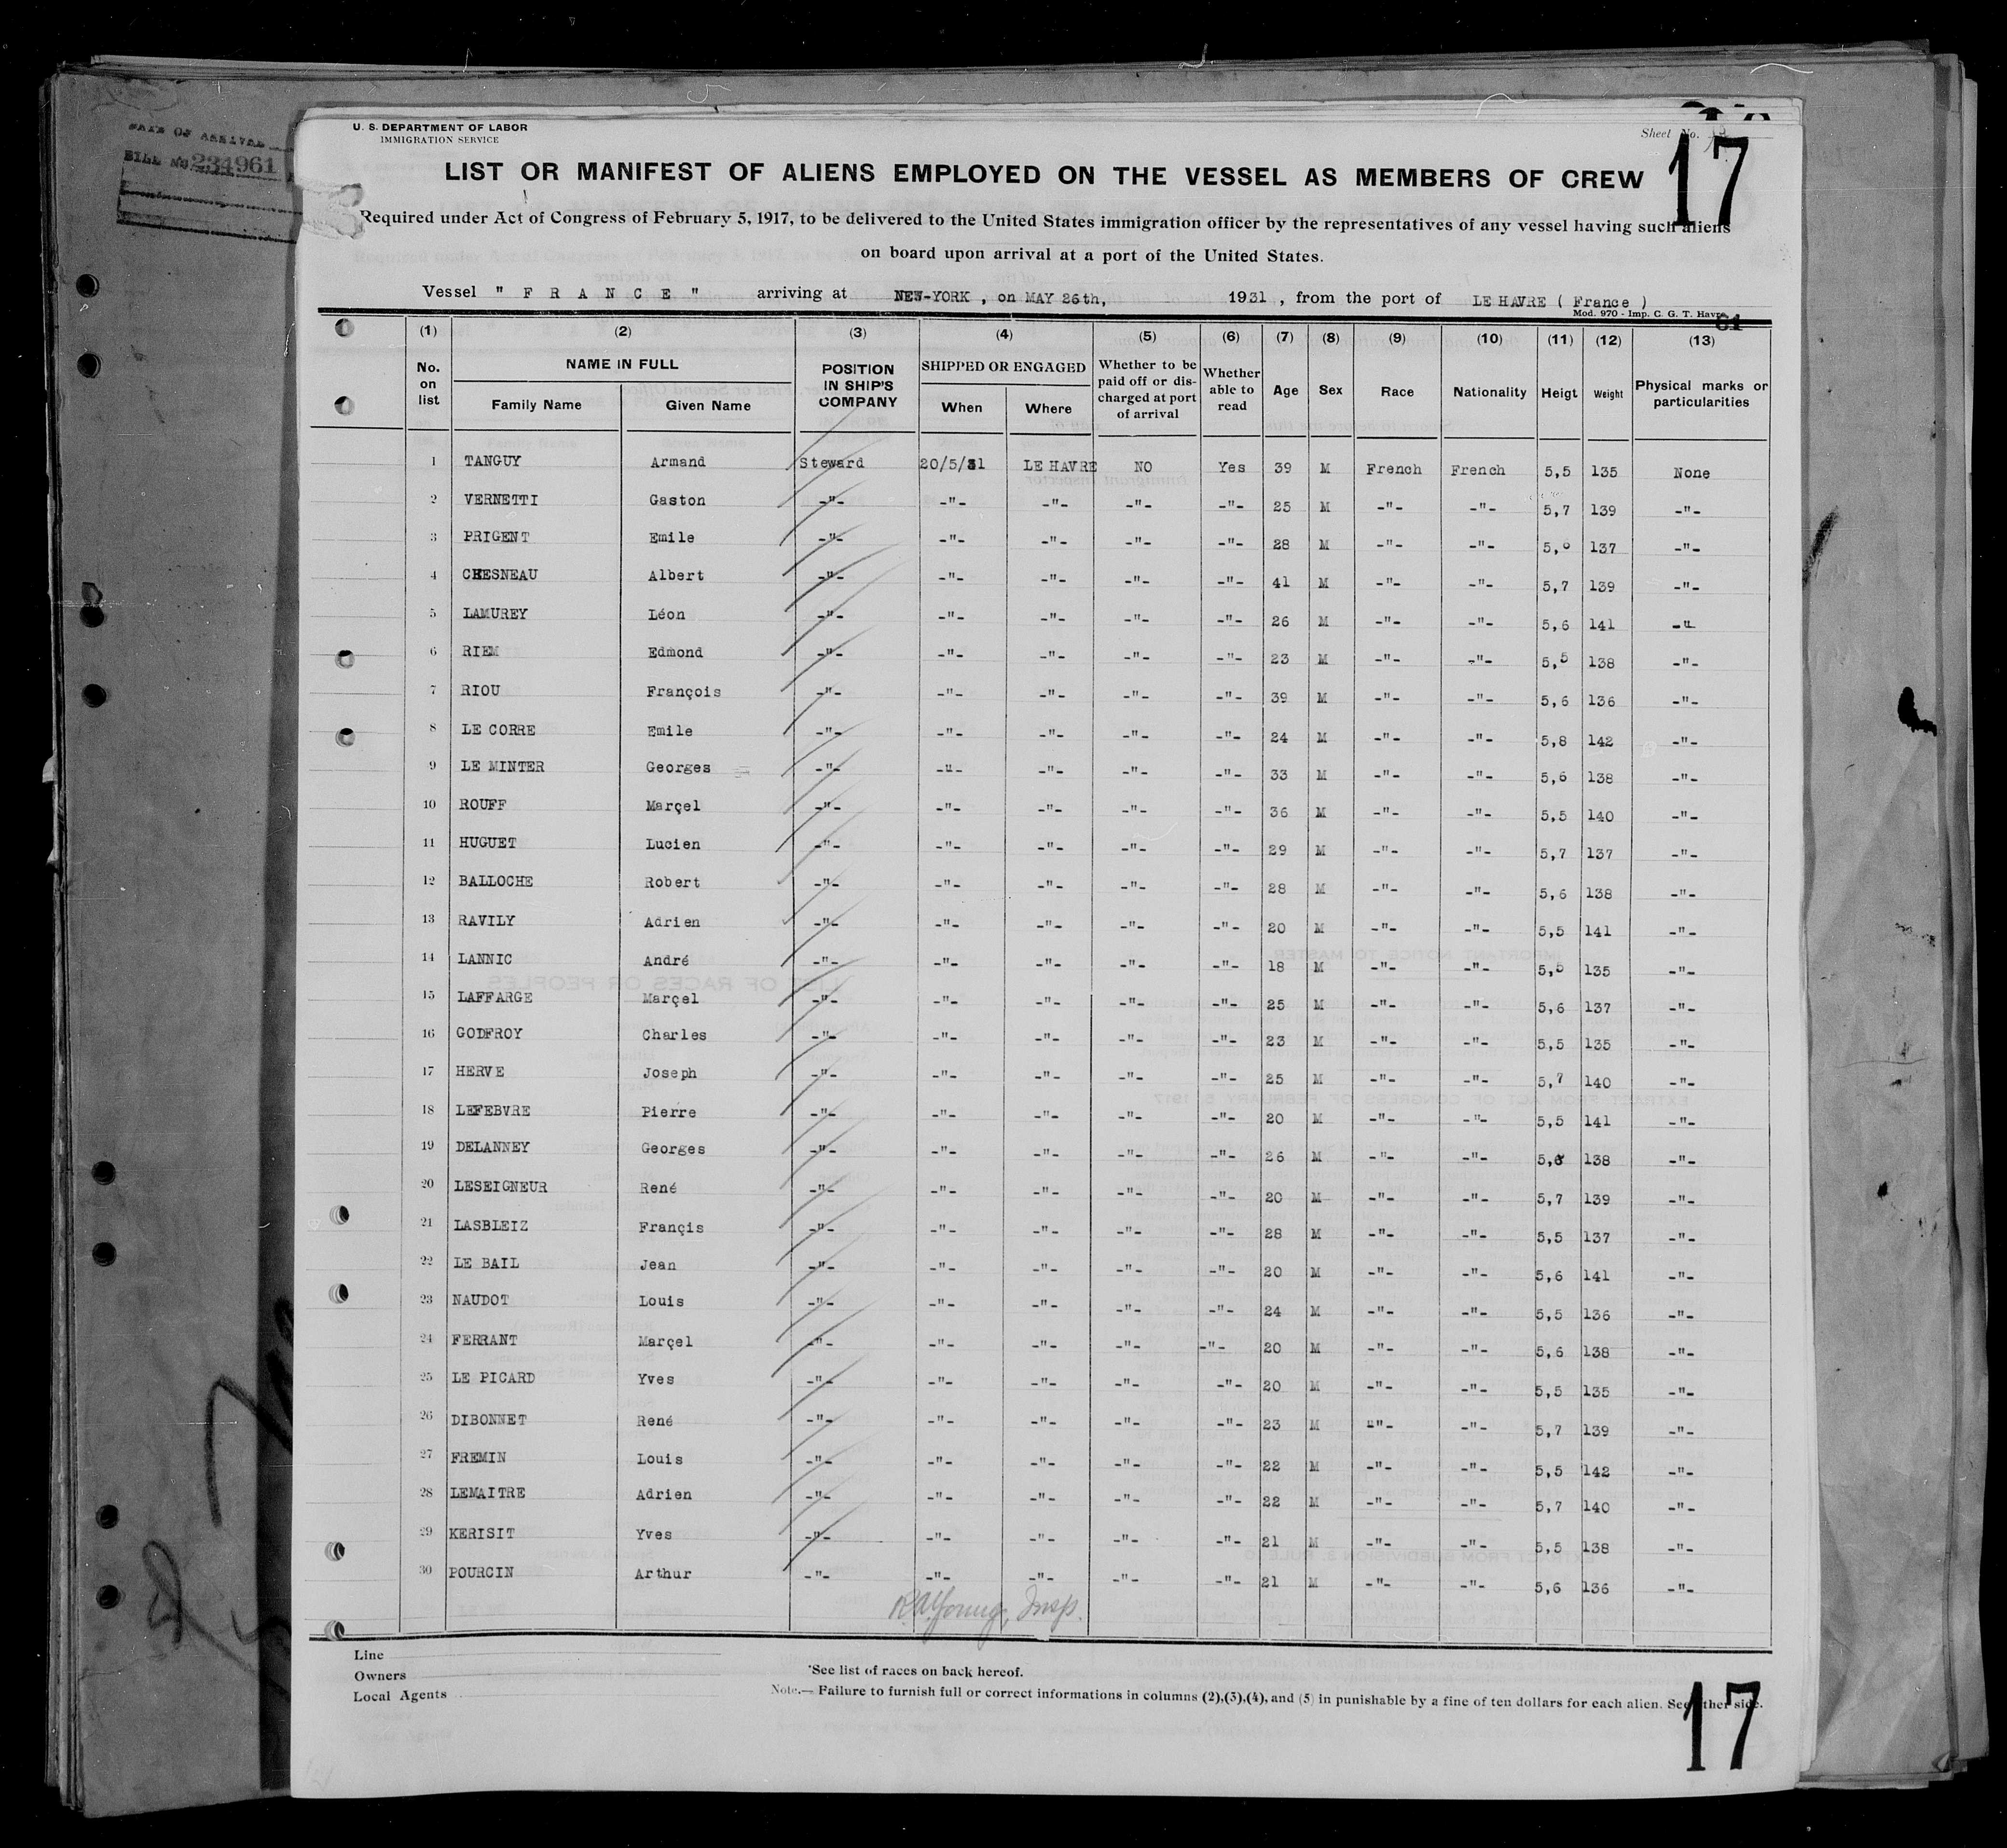 DATE OF ARRIVAL
BILL NO 234961
U. S. DEPARTMENT OF LABOR
IMMIGRATION SERVICE
Sheet No.
17
LIST OR MANIFEST OF ALIENS EMPLOYED ON THE VESSEL AS MEMBERS OF CREW
Required under Act of Congress of February 5, 1917, to be delivered to the United States immigration officer by the representatives of any vessel having such aliens
on board upon arrival at a port of the United States.
Vessel " F R A N C E " arriving at NEW-YORK , on MAY 26th, 1931 , from the port of LE HAVRE ( France )
Mod. 970 - Imp. C. G. T. Havre
(1) (2) (3) (4) (5) (6) (7) (8) (9) (10) (11) (12) (13)
No. on list NAME IN FULL Family Name Given Name POSITION IN SHIP'S COMPANY SHIPPED OR ENGAGED When Where Whether to be paid off or discharged at port of arrival Whether able to read Age Sex Race Nationality Heigt Weight Physical marks or particularities
1 TANGUY Armand Steward 20/5/31 LE HAVRE NO Yes 39 M French French 5,5 135 None
2 VERNETTI Gaston -"- -"- -"- -"- -"- 25 M -"- -"- 5,7 139 -"-
3 PRIGENT Emile -"- -"- -"- -"- -"- 28 M -"- -"- 5,6 137 -"-
4 CHESNEAU Albert -"- -"- -"- -"- -"- 41 M -"- -"- 5,7 139 -"-
5 LAMUREY Léon -"- -"- -"- -"- -"- 26 M -"- -"- 5,6 141 -"-
6 RIEM Edmond -"- -"- -"- -"- -"- 23 M -"- -"- 5,5 138 -"-
7 RIOU François -"- -"- -"- -"- -"- 39 M -"- -"- 5,6 136 -"-
8 LE CORRE Emile -"- -"- -"- -"- -"- 24 M -"- -"- 5,8 142 -"-
9 LE MINTER Georges -"- -"- -"- -"- -"- 33 M -"- -"- 5,6 138 -"-
10 ROUFF Marçel -"- -"- -"- -"- -"- 36 M -"- -"- 5,5 140 -"-
11 HUGUET Lucien -"- -"- -"- -"- -"- 29 M -"- -"- 5,7 137 -"-
12 BALLOCHE Robert -"- -"- -"- -"- -"- 28 M -"- -"- 5,6 138 -"-
13 RAVILY Adrien -"- -"- -"- -"- -"- 20 M -"- -"- 5,5 141 -"-
14 LANNIC André -"- -"- -"- -"- -"- 18 M -"- -"- 5,5 135 -"-
15 LAFFARGE Marçel -"- -"- -"- -"- -"- 25 M -"- -"- 5,6 137 -"-
16 GODFROY Charles -"- -"- -"- -"- -"- 23 M -"- -"- 5,5 135 -"-
17 HERVE Joseph -"- -"- -"- -"- -"- 25 M -"- -"- 5,7 140 -"-
18 LEFEBVRE Pierre -"- -"- -"- -"- -"- 20 M -"- -"- 5,5 141 -"-
19 DELANNEY Georges -"- -"- -"- -"- -"- 26 M -"- -"- 5,6 138 -"-
20 LESEIGNEUR René -"- -"- -"- -"- -"- 20 M -"- -"- 5,7 139 -"-
21 LASBLEIZ Françis -"- -"- -"- -"- -"- 28 M -"- -"- 5,5 137 -"-
22 LE BAIL Jean -"- -"- -"- -"- -"- 20 M -"- -"- 5,6 141 -"-
23 NAUDOT Louis -"- -"- -"- -"- -"- 24 M -"- -"- 5,5 136 -"-
24 FERRANT Marçel -"- -"- -"- -"- -"- 20 M -"- -"- 5,6 138 -"-
25 LE PICARD Yves -"- -"- -"- -"- -"- 20 M -"- -"- 5,5 135 -"-
26 DIBONNET René -"- -"- -"- -"- -"- 23 M -"- -"- 5,7 139 -"-
27 FREMIN Louis -"- -"- -"- -"- -"- 22 M -"- -"- 5,5 142 -"-
28 LEMAITRE Adrien -"- -"- -"- -"- -"- 22 M -"- -"- 5,7 140 -"-
29 KERISIT Yves -"- -"- -"- -"- -"- 21 M -"- -"- 5,5 138 -"-
30 POURCIN Arthur -"- -"- -"- -"- -"- 21 M -"- -"- 5,6 136 -"-
R A Young, Insp.
Line
Owners
Local Agents
*See list of races on back hereof.
Note.— Failure to furnish full or correct informations in columns (2),(3),(4), and (5) in punishable by a fine of ten dollars for each alien. See other side.
17